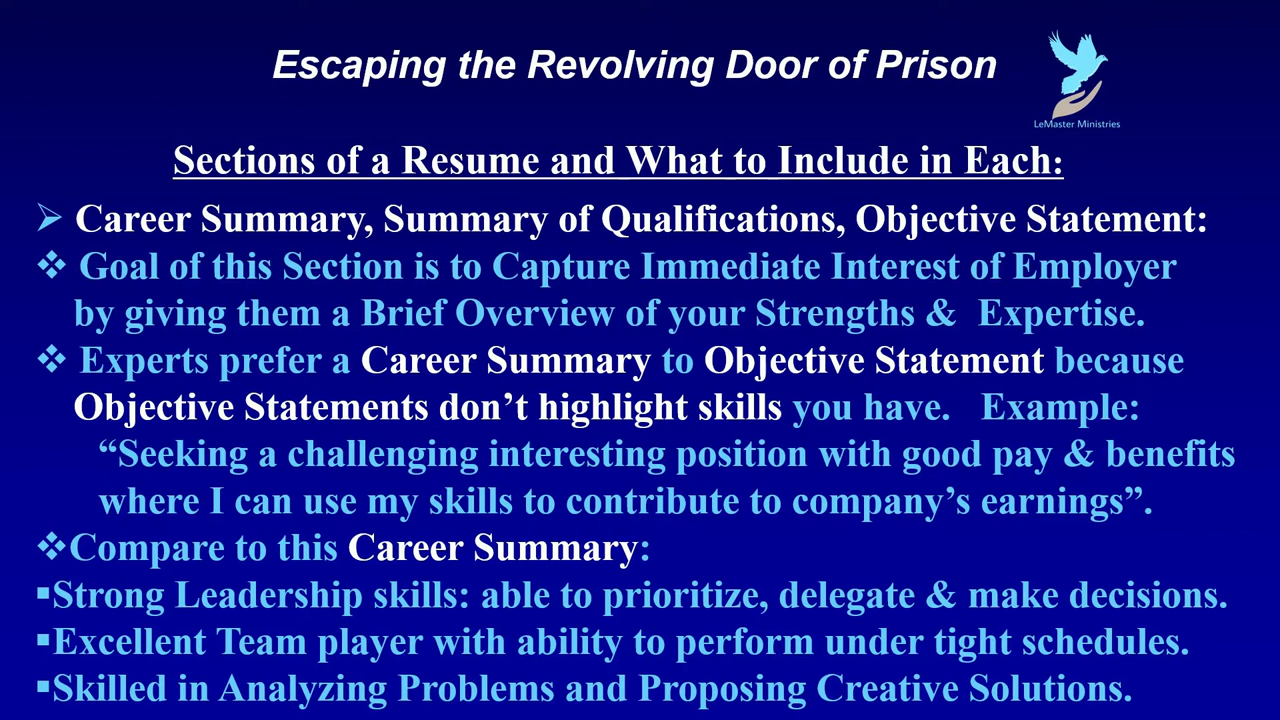 Escaping the Revolving Door of Prison
LeMaster Ministries
Sections of a Resume and What to Include in Each:
➢ Career Summary, Summary of Qualifications, Objective Statement:
❖ Goal of this Section is to Capture Immediate Interest of Employer
by giving them a Brief Overview of your Strengths & Expertise.
❖ Experts prefer a Career Summary to Objective Statement because
Objective Statements don’t highlight skills you have. Example:
“Seeking a challenging interesting position with good pay & benefits
where I can use my skills to contribute to company’s earnings”.
❖Compare to this Career Summary:
▪Strong Leadership skills: able to prioritize, delegate & make decisions.
▪Excellent Team player with ability to perform under tight schedules.
▪Skilled in Analyzing Problems and Proposing Creative Solutions.